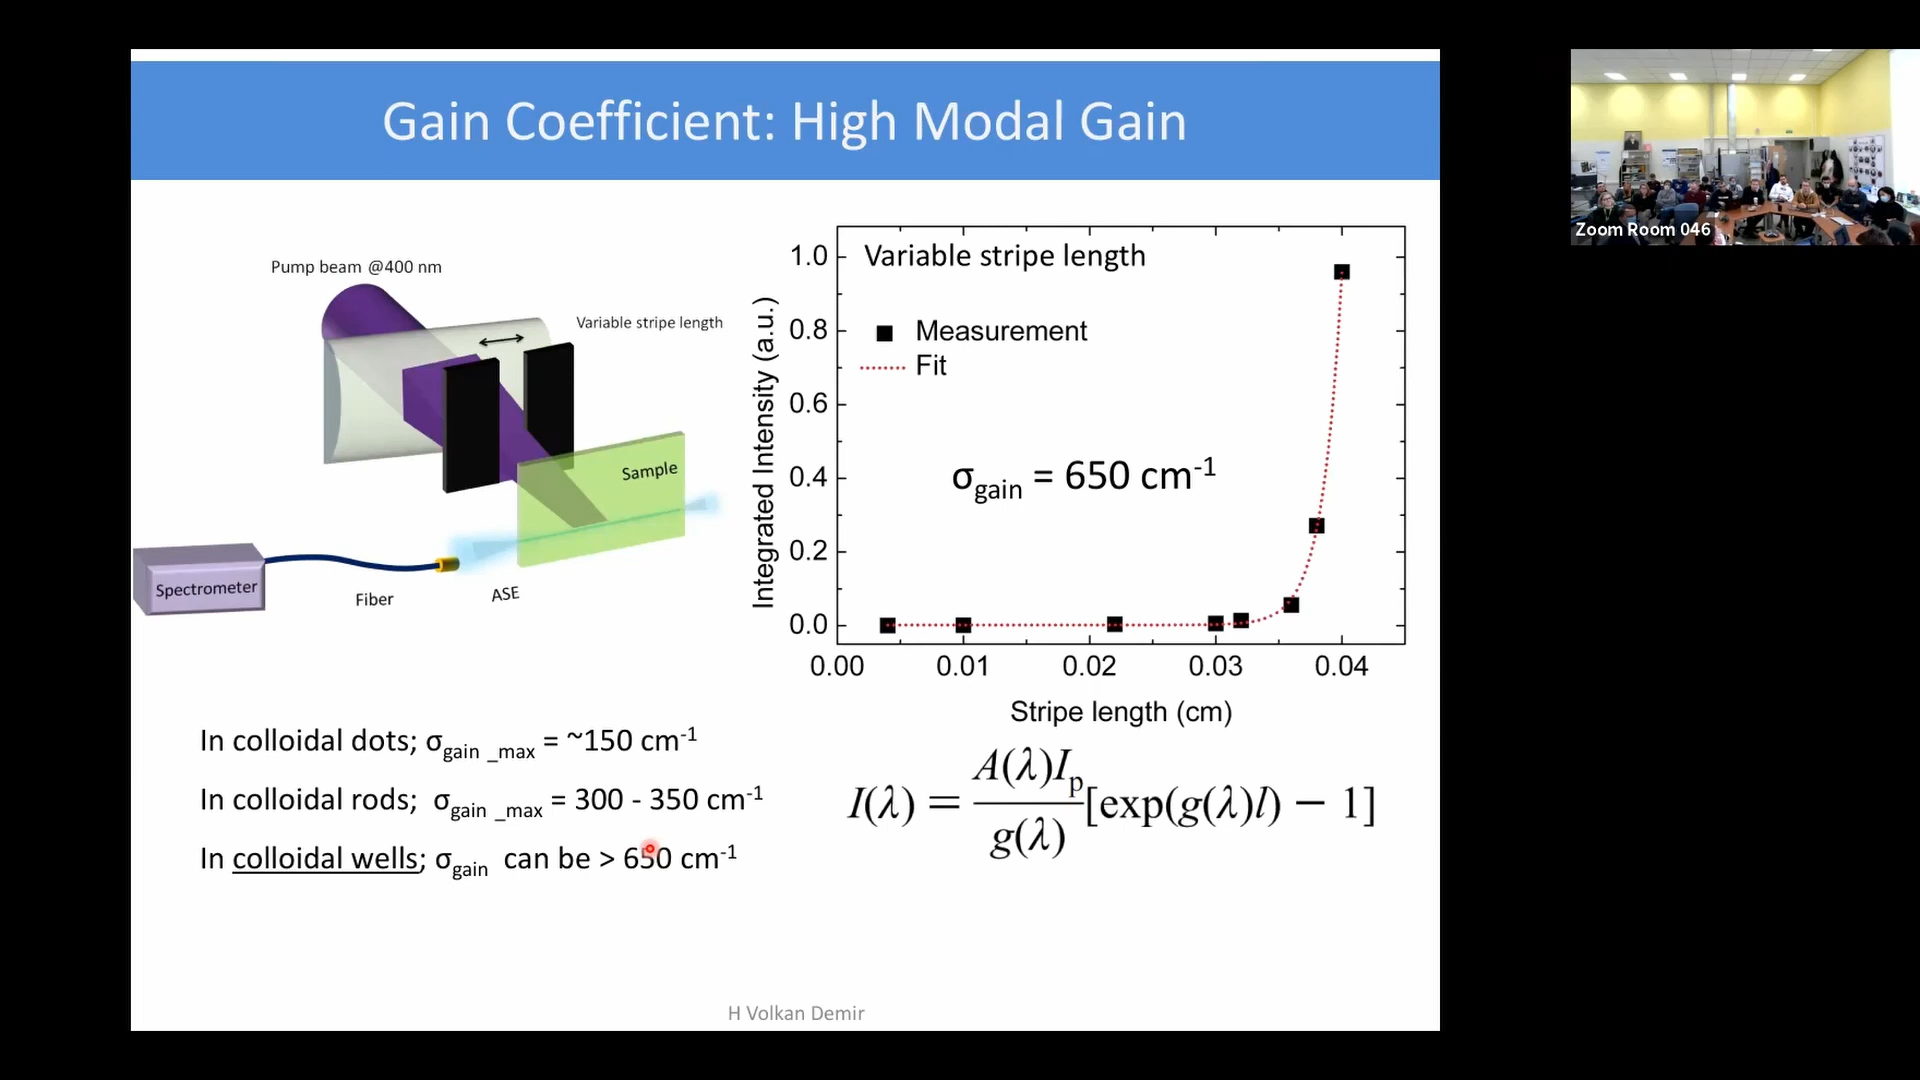 Gain Coefficient: High Modal Gain
Pump beam @400 nm
Variable stripe length
Sample
Spectrometer
Fiber
ASE
Variable stripe length
Measurement
Fit
σgain = 650 cm-1
Integrated Intensity (a.u.)
1.0
0.8
0.6
0.4
0.2
0.0
0.00 0.01 0.02 0.03 0.04
Stripe length (cm)
In colloidal dots; σgain _max = ~150 cm-1
In colloidal rods; σgain _max = 300 - 350 cm-1
In colloidal wells; σgain can be > 650 cm-1
I(λ) = A(λ)Ip/g(λ) [exp(g(λ)l) − 1]
H Volkan Demir
Zoom Room 046